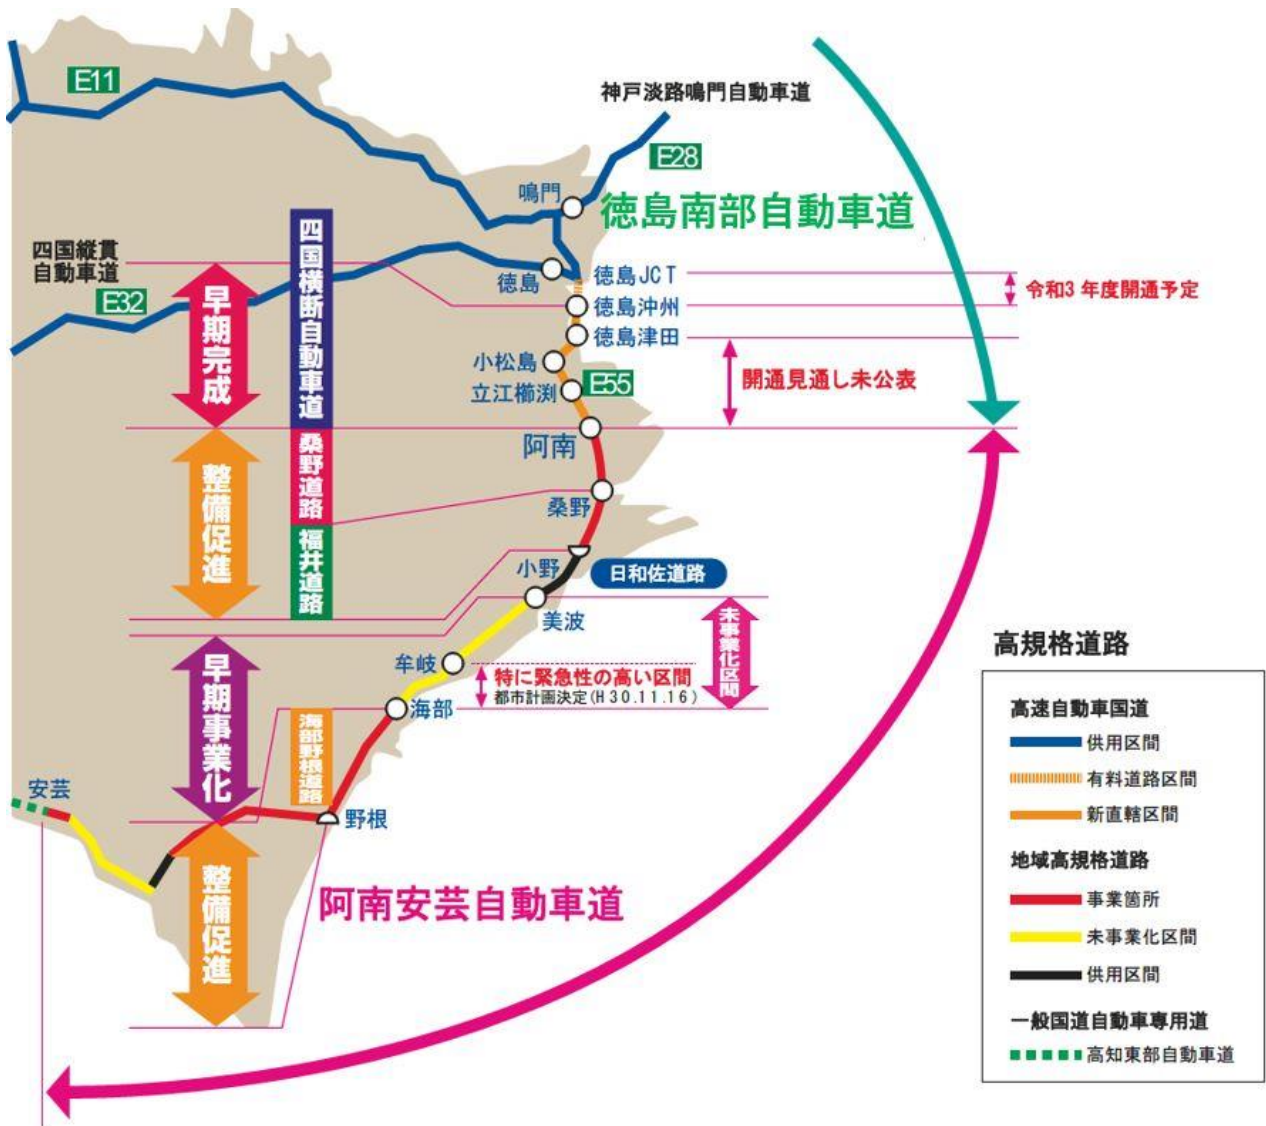 E11
神戸淡路鳴門自動車道
E28
鳴門
徳島南部自動車道
四国縦貫
自動車道
E32
徳島
徳島JCT
徳島沖州
徳島津田
小松島
立江櫛渕
E55
阿南
桑野
小野
美波
牟岐
海部
野根
安芸
令和3 年度開通予定
開通見通し未公表
早期完成
整備促進
早期事業化
整備促進
四国横断自動車道
桑野道路
福井道路
海部野根道路
日和佐道路
未事業化区間
特に緊急性の高い区間
都市計画決定(H30.11.16)
阿南安芸自動車道
高規格道路
高速自動車国道
供用区間
有料道路区間
新直轄区間
地域高規格道路
事業箇所
未事業化区間
供用区間
一般国道自動車専用道
高知東部自動車道